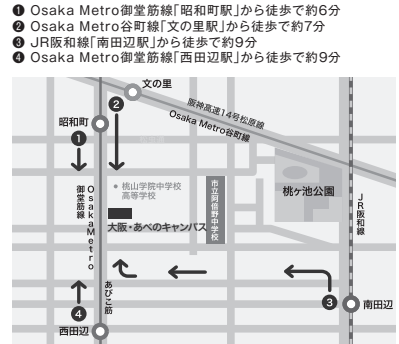 ❶ Osaka Metro御堂筋線「昭和町駅」から徒歩で約6分
❷ Osaka Metro谷町線「文の里駅」から徒歩で約7分
❸ JR阪和線「南田辺駅」から徒歩で約9分
❹ Osaka Metro御堂筋線「西田辺駅」から徒歩で約9分
文の里
❷
阪神高速14号松原線
Osaka Metro谷町線
昭和町
❶
桃山学院中学校
高等学校
市立阿倍野中学校
桃ヶ池公園
JR阪和線
OsakaMetro
御堂筋線
大阪・あべのキャンパス
あびこ筋
❸
南田辺
❹
西田辺